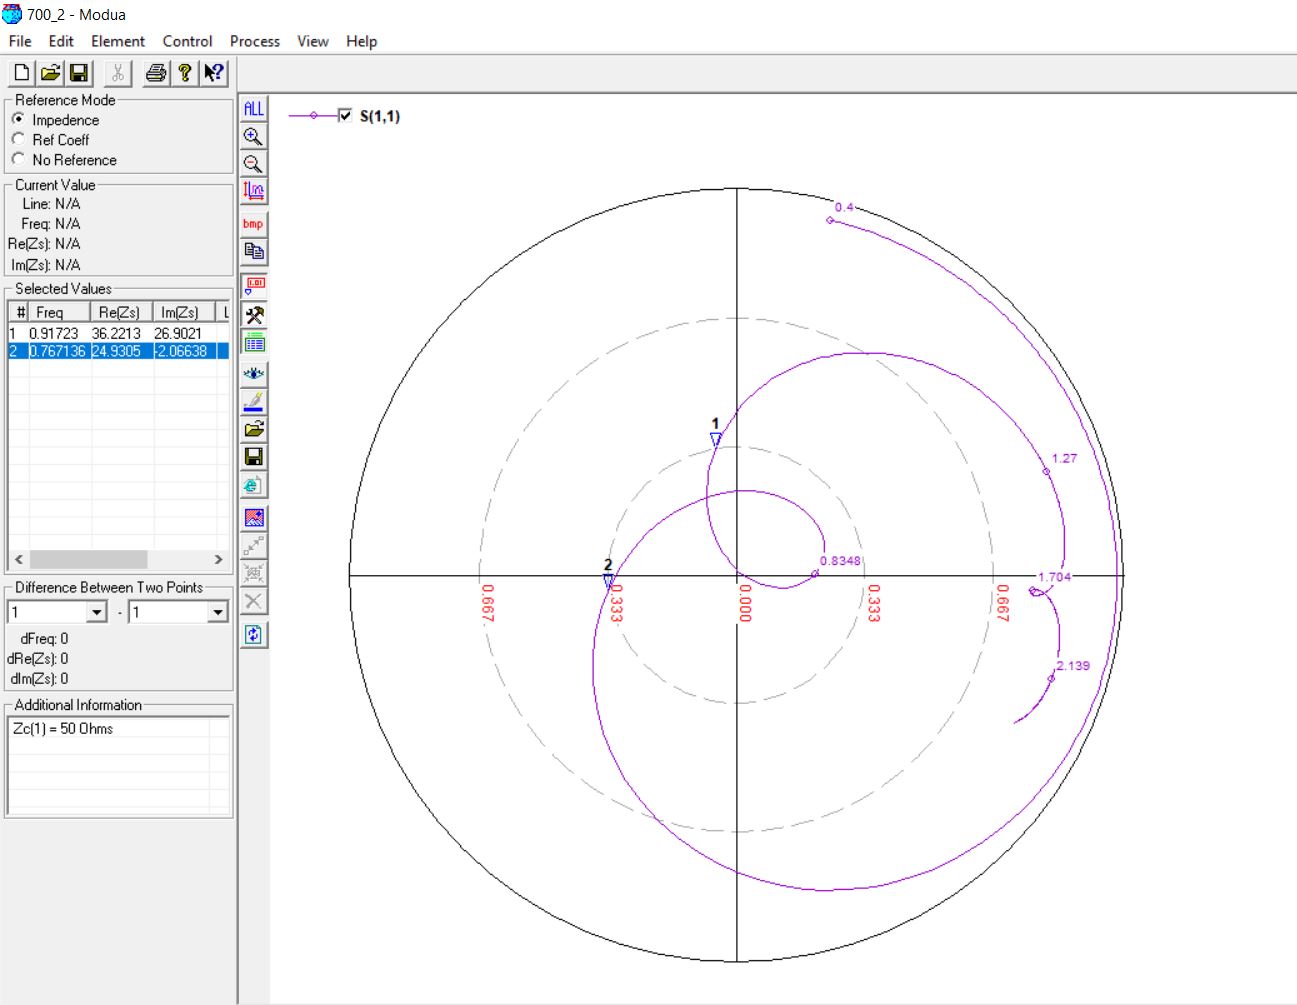 700_2 - Modua
File Edit Element Control Process View Help
Reference Mode
Impedence
Ref Coeff
No Reference
Current Value
Line: N/A
Freq: N/A
Re(Zs): N/A
Im(Zs): N/A
Selected Values
# Freq Re(Zs) Im(Zs) L
1 0.91723 36.2213 26.9021
2 0.767136 24.9305 -2.06638
Difference Between Two Points
1 - 1
dFreq: 0
dRe(Zs): 0
dIm(Zs): 0
Additional Information
Zc(1) = 50 Ohms
ALL
bmp
1.01
S(1,1)
0.4
1
1.27
2
0.8348
1.704
0.667
0.333
0.000
0.333
0.667
2.139